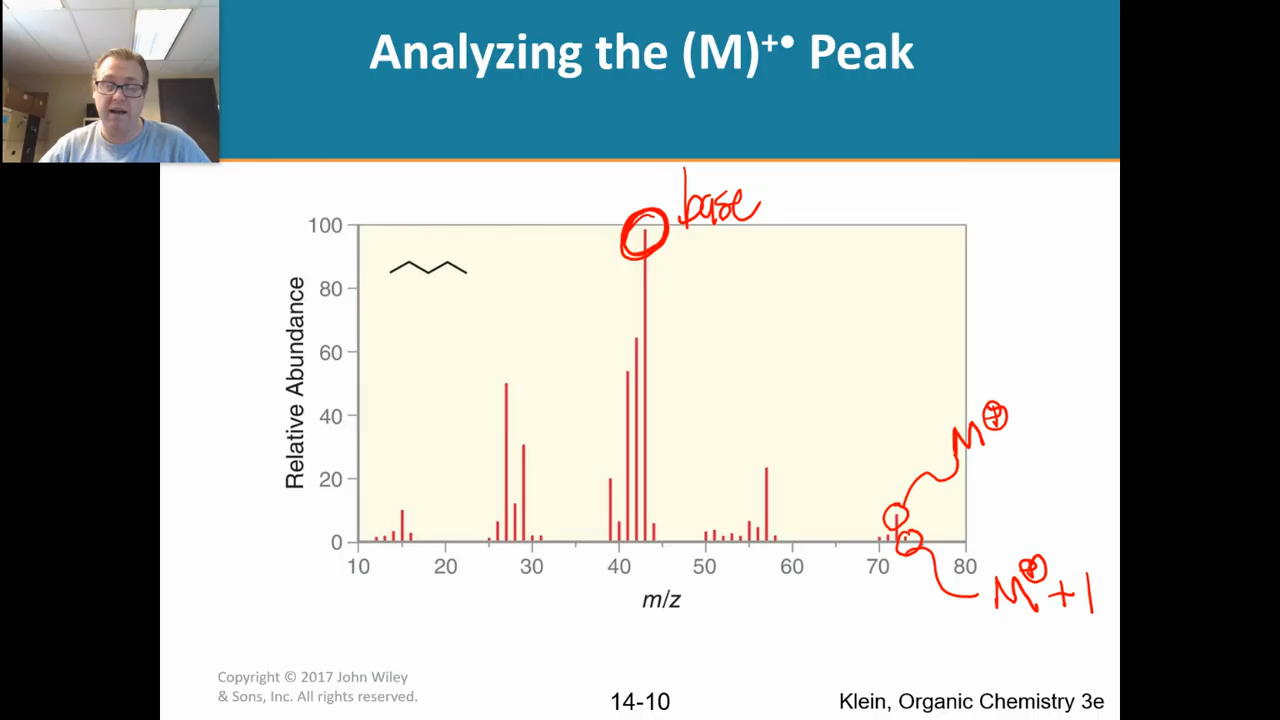 Analyzing the (M)⁺• Peak
base
100
80
60
40
20
0
Relative Abundance
M⊕
10 20 30 40 50 60 70 80
m/z
M⊕+1
Copyright © 2017 John Wiley
& Sons, Inc. All rights reserved.
14-10
Klein, Organic Chemistry 3e